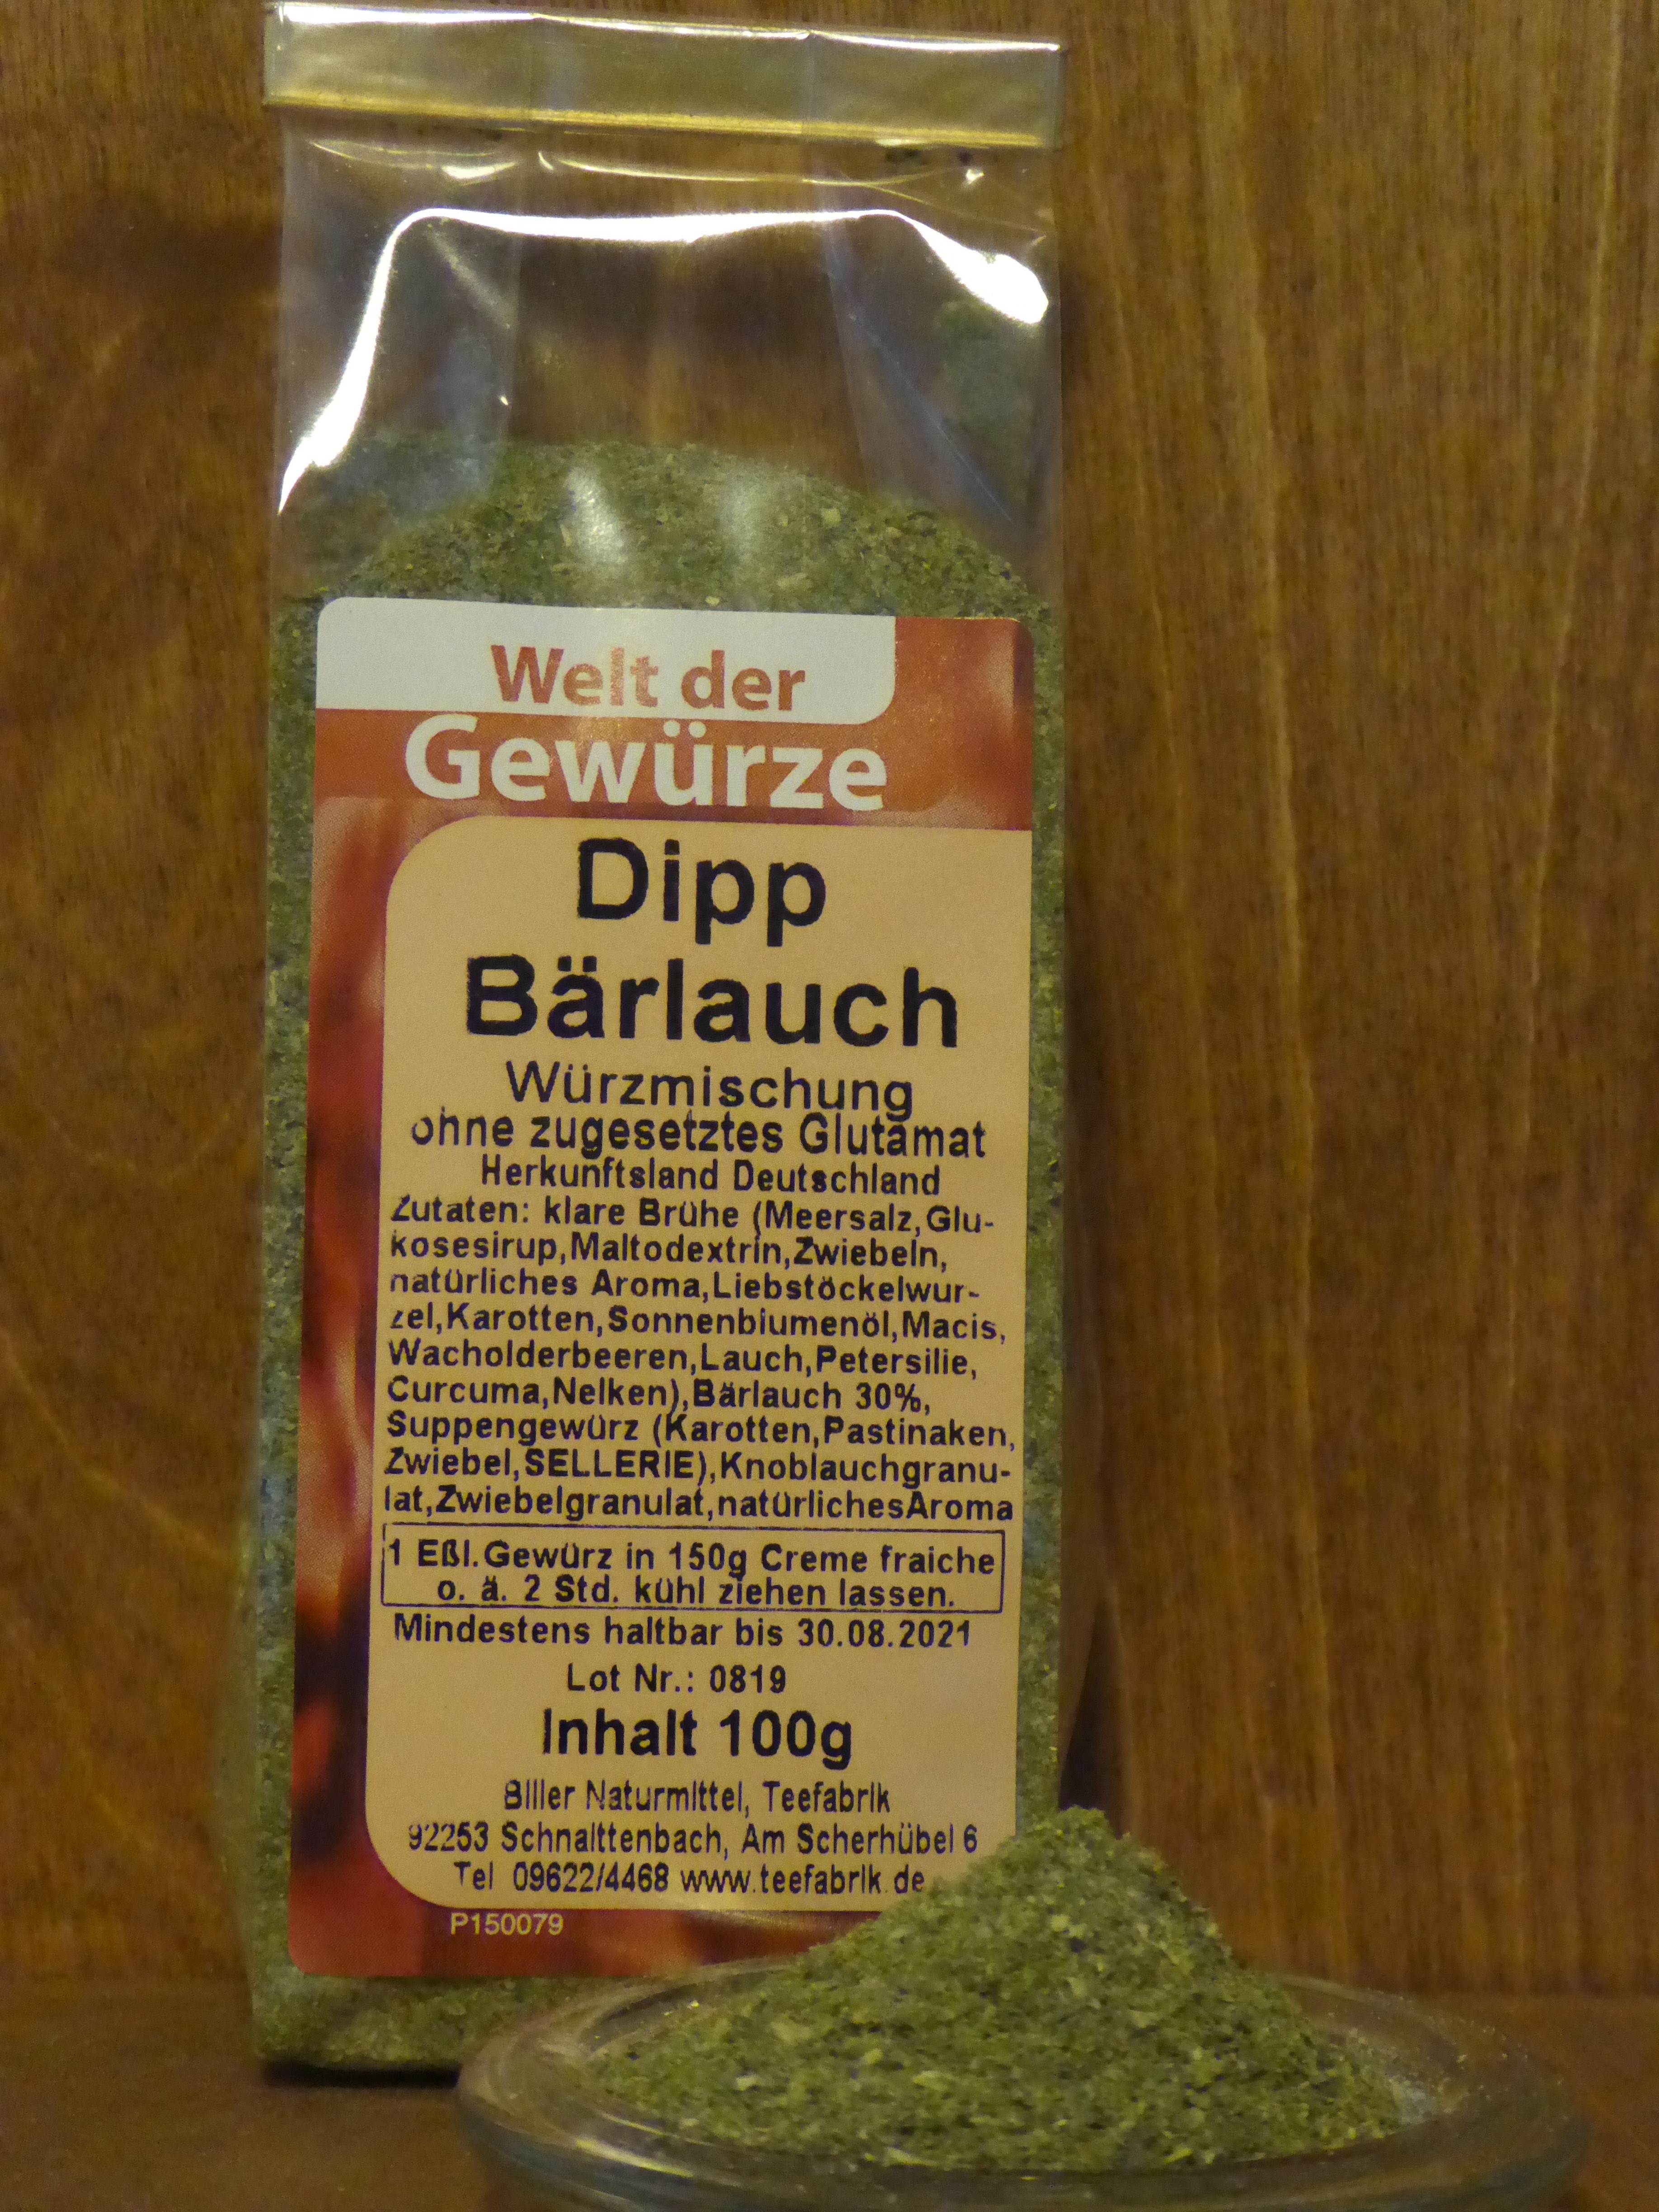 Welt der
Gewürze
Dipp
Bärlauch
Würzmischung
ohne zugesetztes Glutamat
Herkunftsland Deutschland
Zutaten: klare Brühe (Meersalz,Glu-
kosesirup,Maltodextrin,Zwiebeln,
natürliches Aroma,Liebstöckelwur-
zel,Karotten,Sonnenblumenöl,Macis,
Wacholderbeeren,Lauch,Petersilie,
Curcuma,Nelken),Bärlauch 30%,
Suppengewürz (Karotten,Pastinaken,
Zwiebel,SELLERIE),Knoblauchgranu-
lat,Zwiebelgranulat,natürlichesAroma
1 Eßl.Gewürz in 150g Creme fraiche
o. ä. 2 Std. kühl ziehen lassen.
Mindestens haltbar bis 30.08.2021
Lot Nr.: 0819
Inhalt 100g
Biller Naturmittel, Teefabrik
92253 Schnaittenbach, Am Scherhübel 6
Tel 09622/4468 www.teefabrik.de
P150079